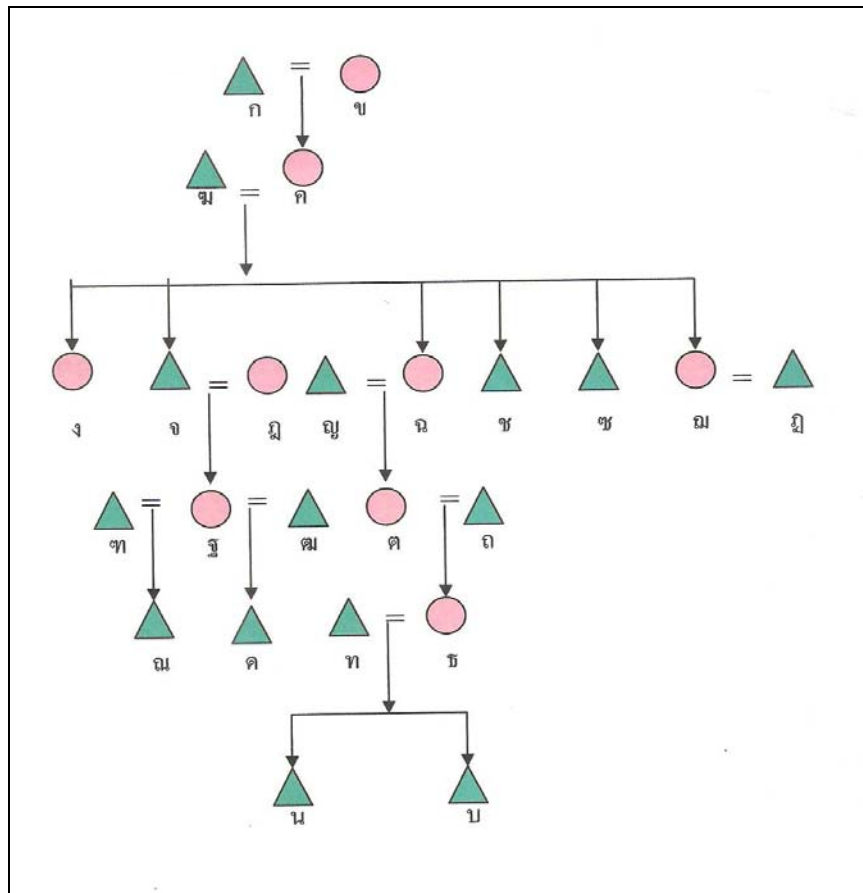 ก ข
ฆ ค
ง จ ฎ ญ ฉ ช ซ ฌ ฏ
ฑ ฐ ฒ ต ถ
ณ ด ท ธ
น บ